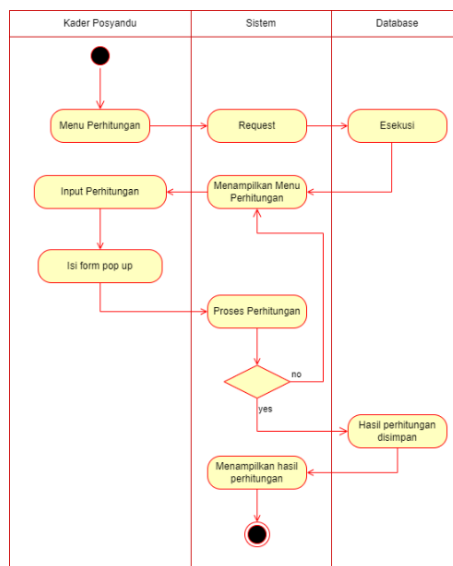 Kader Posyandu
Sistem
Database
Menu Perhitungan
Request
Esekusi
Input Perhitungan
Menampilkan Menu
Perhitungan
Isi form pop up
Proses Perhitungan
no
yes
Hasil perhitungan
disimpan
Menampilkan hasil
perhitungan